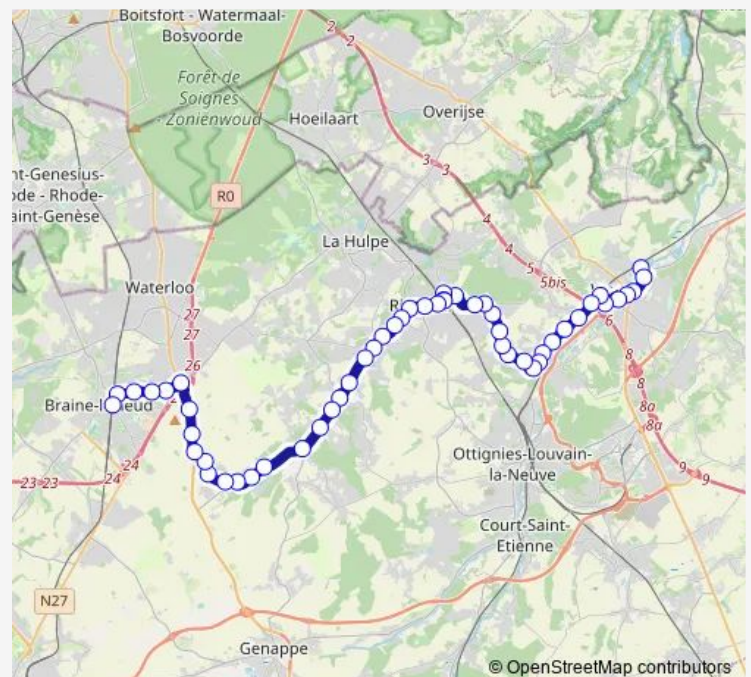 Boitsfort - Watermaal-
Bosvoorde
2
2
Forêt de
Soignes
- Zoniënwoud
Hoeilaart
Overijse
3
3
nt-Genesius-
ode - Rhode-
aint-Genèse
R0
4
La Hulpe
4
5
5bis
Waterloo
27
27
6
26
8
Braine-l
eud
8a
8a
24
Ottignies-Louvain-
la-Neuve
9
9
23
23
24
Court-Saint-
Etienne
N27
Genappe
© OpenStreetMap contributors